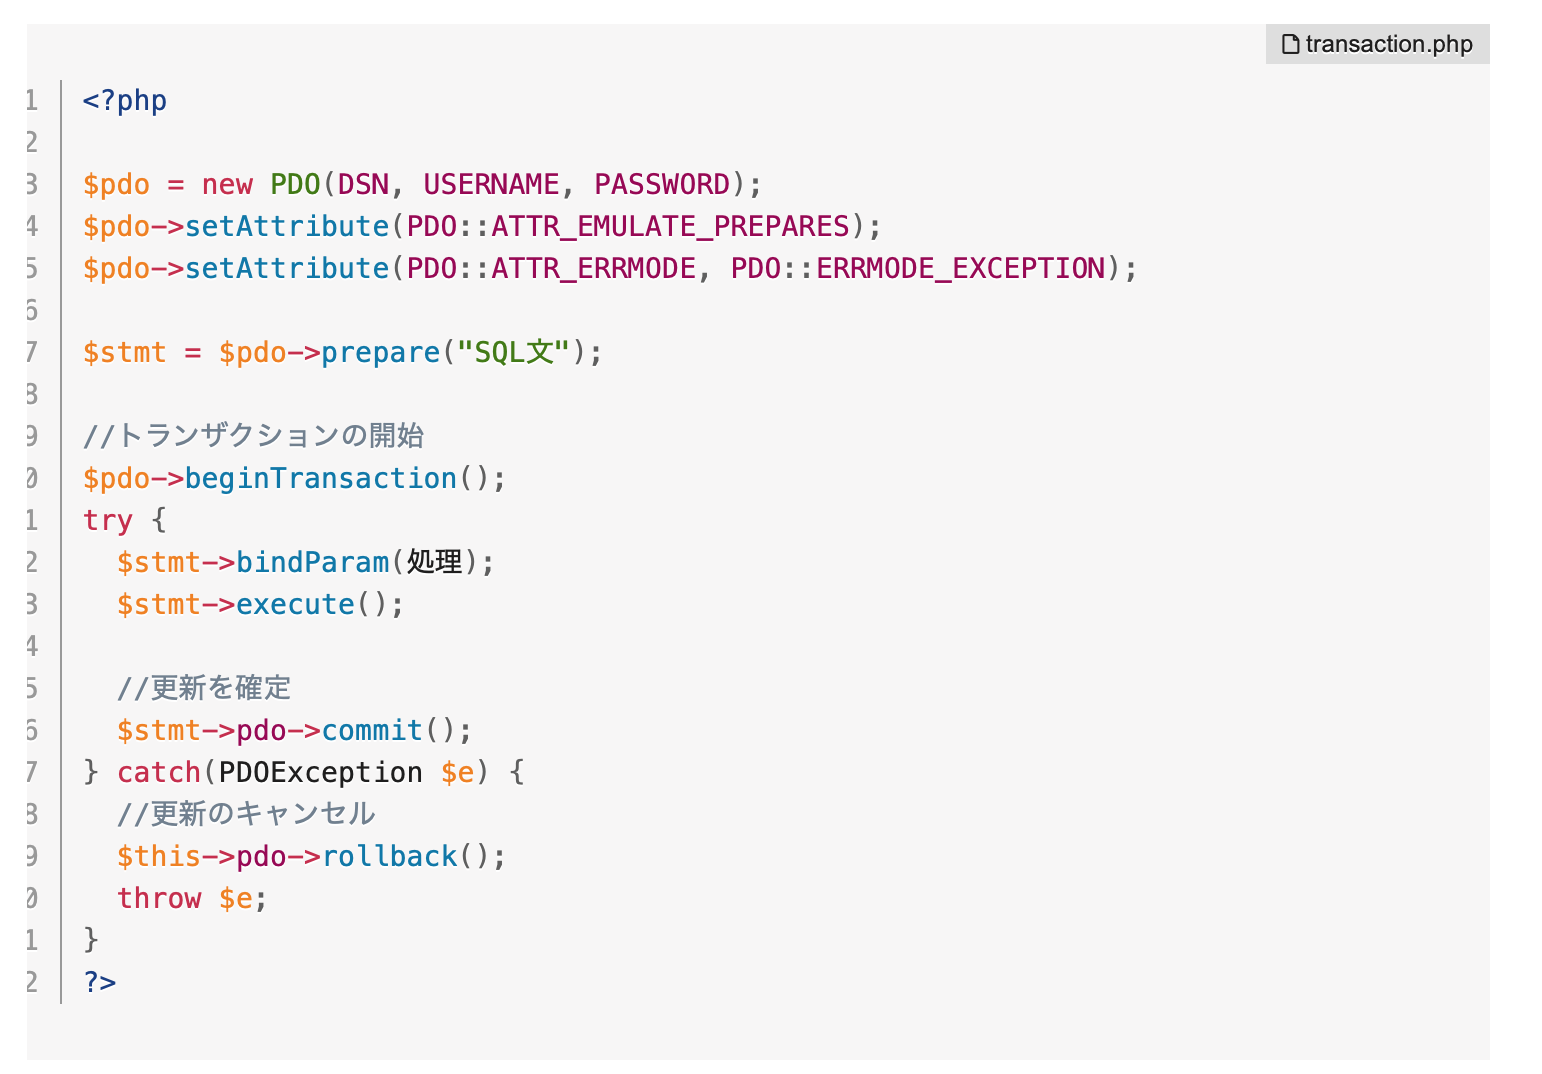 transaction.php
1 <?php
2
3 $pdo = new PDO(DSN, USERNAME, PASSWORD);
4 $pdo->setAttribute(PDO::ATTR_EMULATE_PREPARES);
5 $pdo->setAttribute(PDO::ATTR_ERRMODE, PDO::ERRMODE_EXCEPTION);
6
7 $stmt = $pdo->prepare("SQL文");
8
9 //トランザクションの開始
0 $pdo->beginTransaction();
1 try {
2   $stmt->bindParam(処理);
3   $stmt->execute();
4
5   //更新を確定
6   $stmt->pdo->commit();
7 } catch(PDOException $e) {
8   //更新のキャンセル
9   $this->pdo->rollback();
0   throw $e;
1 }
2 ?>